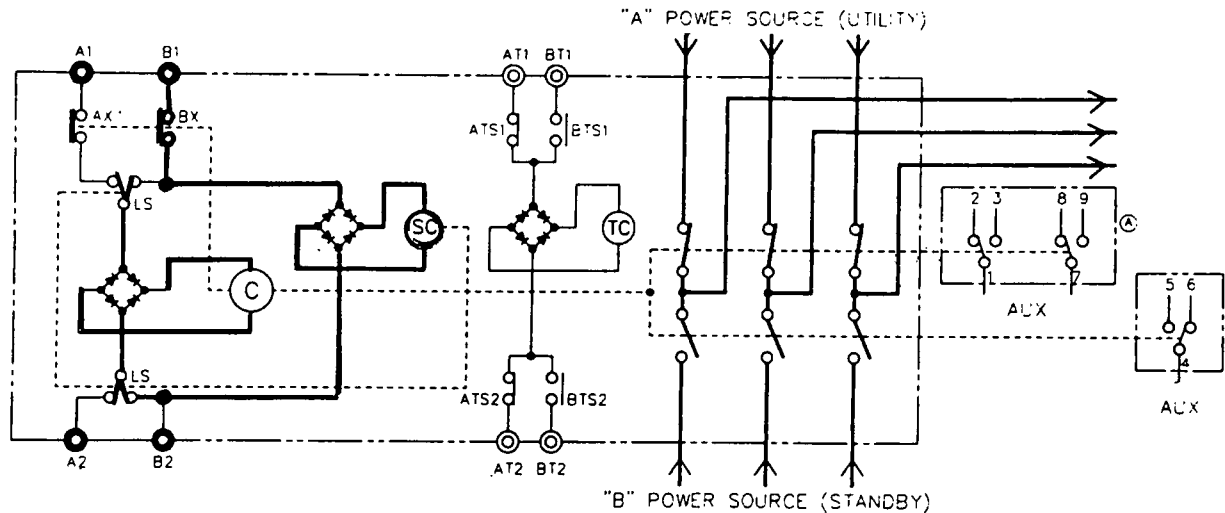 "A" POWER SOURCE (UTILITY)
A1 B1 AT1 BT1
AX1 BX ATS1 BTS1
LS
SC TC
2 3 8 9
A
1 7
AUX
C
5 6
4
AUX
LS
ATS2 BTS2
A2 B2 AT2 BT2
"B" POWER SOURCE (STANDBY)